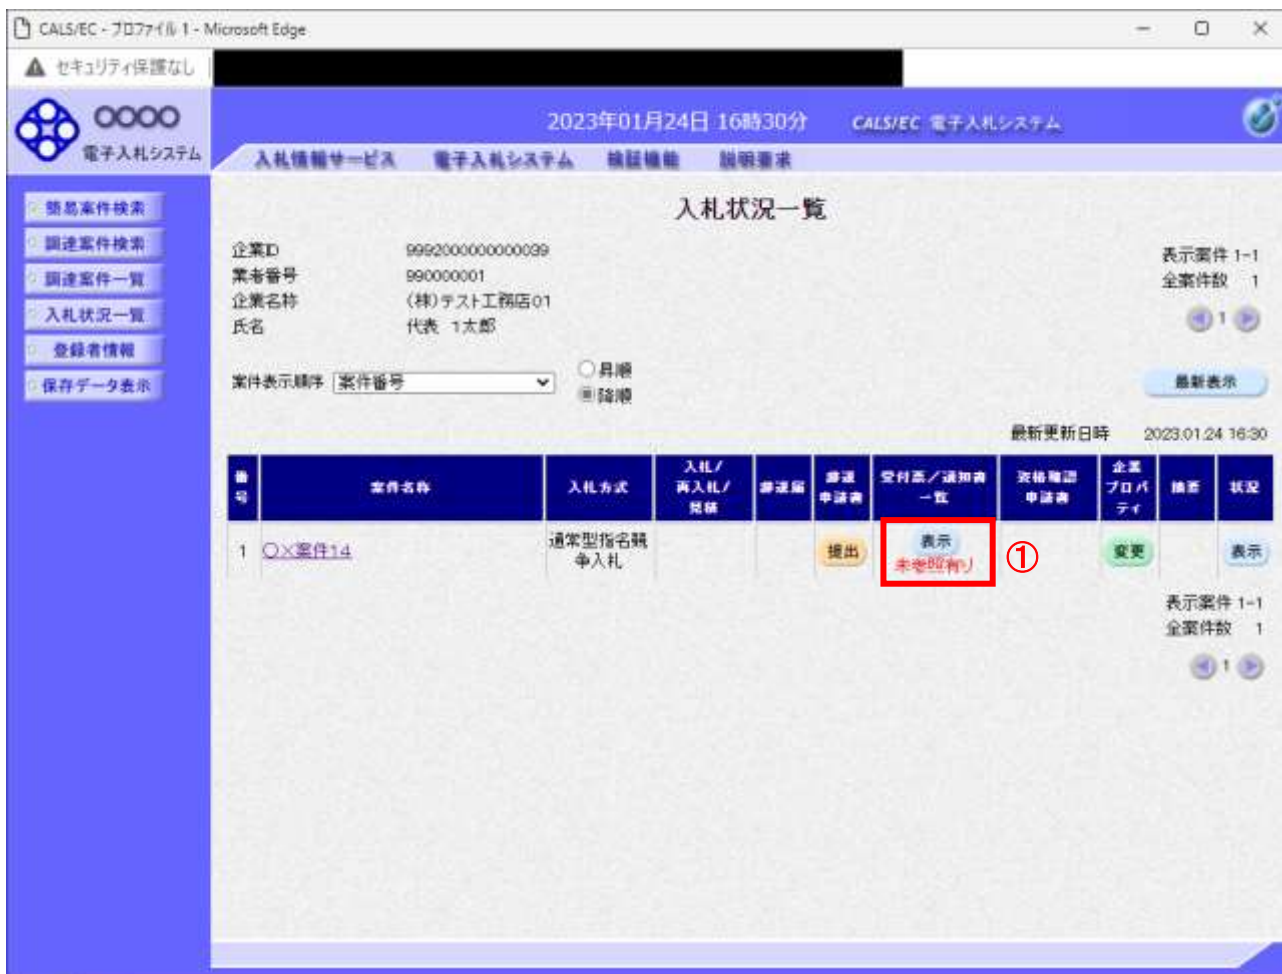 CALS/EC - プロファイル 1 - Microsoft Edge
セキュリティ保護なし
○○○○
電子入札システム
2023年01月24日 16時30分
CALS/EC 電子入札システム
入札情報サービス 電子入札システム 検証機能 説明要求
簡易案件検索
調達案件検索
調達案件一覧
入札状況一覧
登録者情報
保存データ表示
入札状況一覧
企業ID 9992000000000039
業者番号 990000001
企業名称 (株)テスト工務店01
氏名 代表 1太郎
表示案件 1-1
全案件数 1
1
案件表示順序 案件番号
昇順
降順
最新表示
最新更新日時 2023.01.24 16:30
番号 案件名称 入札方式 入札/再入札/見積 辞退届 辞退申請書 受付票/通知書一覧 資格確認申請書 企業プロパティ 摘要 状況
1 ○×案件14 通常型指名競争入札 提出 表示 未参照有り 変更 表示
①
表示案件 1-1
全案件数 1
1